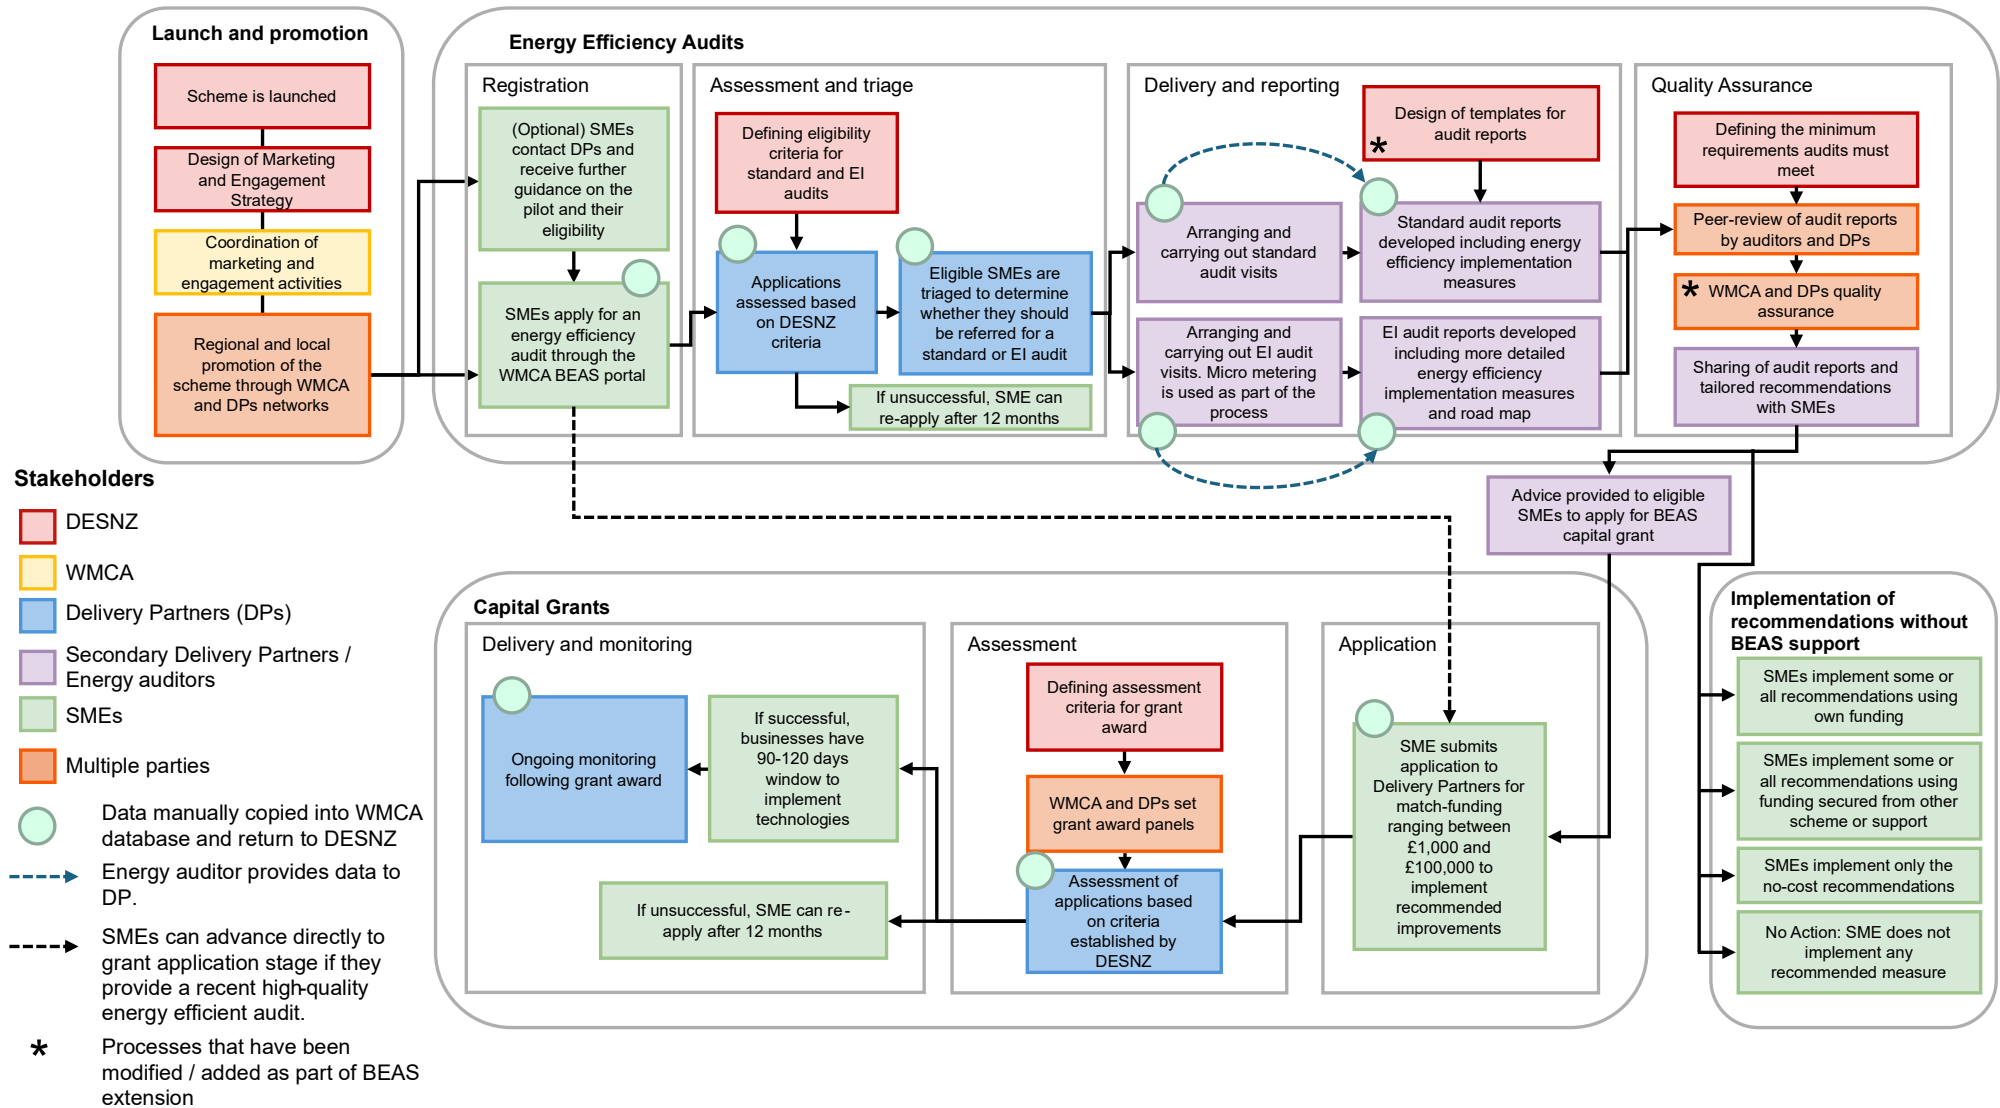 Launch and promotion
Scheme is launched
Design of Marketing
and Engagement
Strategy
Coordination of
marketing and
engagement activities
Regional and local
promotion of the
scheme through WMCA
and DPs networks
Energy Efficiency Audits
Registration
(Optional) SMEs
contact DPs and
receive further
guidance on the
pilot and their
eligibility
SMEs apply for an
energy efficiency
audit through the
WMCA BEAS portal
Assessment and triage
Defining eligibility
criteria for
standard and EI
audits
Applications
assessed based
on DESNZ
criteria
Eligible SMEs are
triaged to determine
whether they should
be referred for a
standard or EI audit
If unsuccessful, SME can
re-apply after 12 months
Delivery and reporting
Design of templates for
audit reports
*
Arranging and
carrying out standard
audit visits
Standard audit reports
developed including energy
efficiency implementation
measures
Arranging and
carrying out EI audit
visits. Micro metering
is used as part of the
process
EI audit reports developed
including more detailed
energy efficiency
implementation measures
and road map
Quality Assurance
Defining the minimum
requirements audits must
meet
Peer-review of audit reports
by auditors and DPs
* WMCA and DPs quality
assurance
Sharing of audit reports and
tailored recommendations
with SMEs
Advice provided to eligible
SMEs to apply for BEAS
capital grant
Stakeholders
DESNZ
WMCA
Delivery Partners (DPs)
Secondary Delivery Partners /
Energy auditors
SMEs
Multiple parties
Data manually copied into WMCA
database and return to DESNZ
Energy auditor provides data to
DP.
SMEs can advance directly to
grant application stage if they
provide a recent high-quality
energy efficient audit.
* Processes that have been
modified / added as part of BEAS
extension
Capital Grants
Delivery and monitoring
Ongoing monitoring
following grant award
If successful,
businesses have
90-120 days
window to
implement
technologies
If unsuccessful, SME can re-
apply after 12 months
Assessment
Defining assessment
criteria for grant
award
WMCA and DPs set
grant award panels
Assessment of
applications based
on criteria
established by
DESNZ
Application
SME submits
application to
Delivery Partners for
match-funding
ranging between
£1,000 and
£100,000 to
implement
recommended
improvements
Implementation of
recommendations without
BEAS support
SMEs implement some or
all recommendations using
own funding
SMEs implement some or
all recommendations using
funding secured from other
scheme or support
SMEs implement only the
no-cost recommendations
No Action: SME does not
implement any
recommended measure